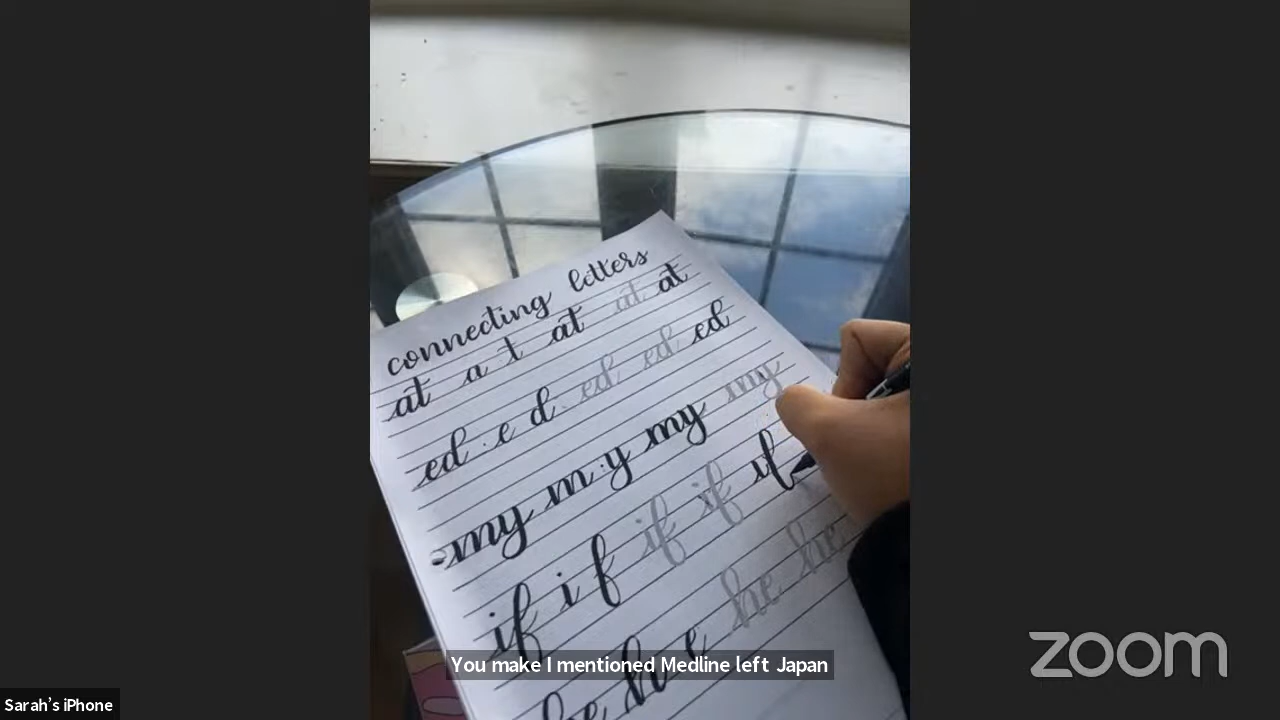 connecting letters
at a t at at at
ed e d ed ed ed
my m y my my
if i f if if if
he h e he he
You make I mentioned Medline left Japan
zoom
Sarah's iPhone